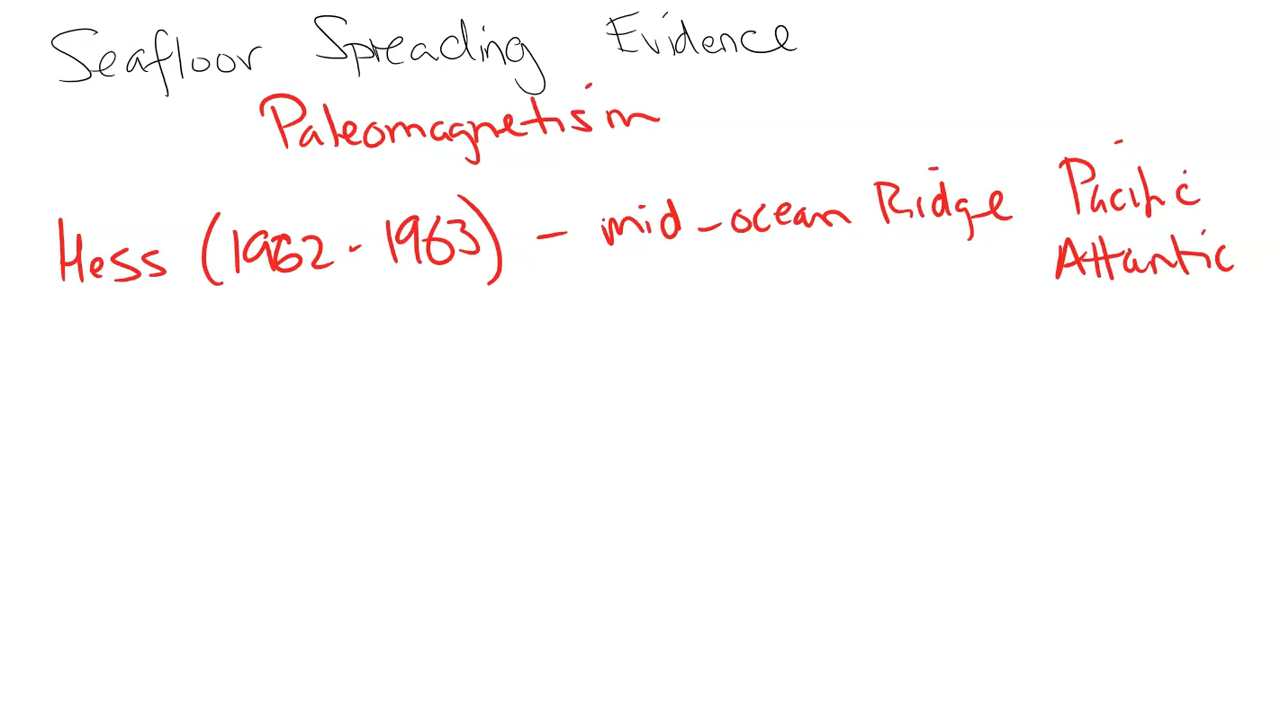 Seafloor Spreading Evidence
Paleomagnetism
Hess (1962 - 1963) - mid-ocean Ridge Pacific
Atlantic